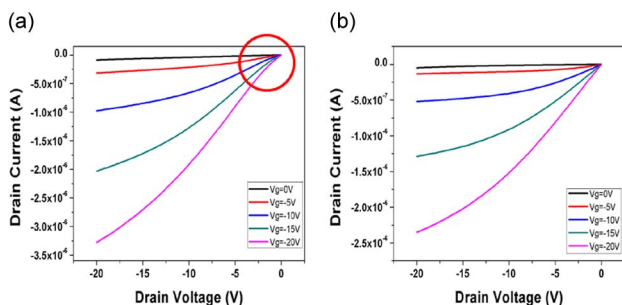 (a)
Drain Current (A)
0.0
-5.0x10⁻⁷
-1.0x10⁻⁶
-1.5x10⁻⁶
-2.0x10⁻⁶
-2.5x10⁻⁶
-3.0x10⁻⁶
-3.5x10⁻⁶
-20 -15 -10 -5 0
Drain Voltage (V)
Vg=0V
Vg=-5V
Vg=-10V
Vg=-15V
Vg=-20V
(b)
Drain Current (A)
0.0
-5.0x10⁻⁷
-1.0x10⁻⁶
-1.5x10⁻⁶
-2.0x10⁻⁶
-2.5x10⁻⁶
-20 -15 -10 -5 0
Drain Voltage (V)
Vg=0V
Vg=-5V
Vg=-10V
Vg=-15V
Vg=-20V